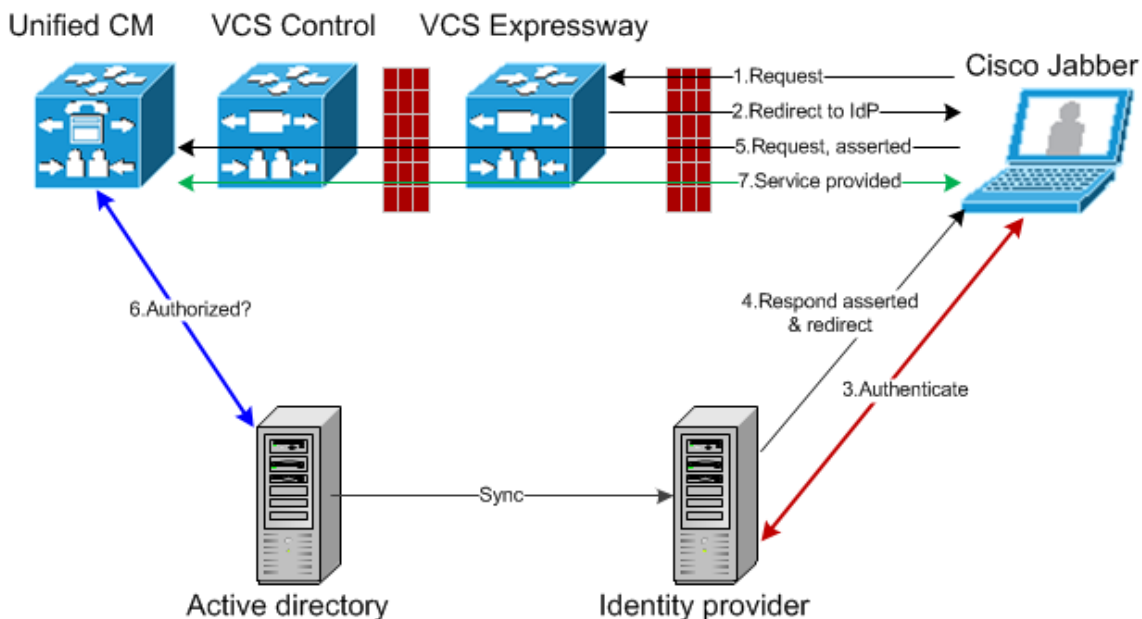 Unified CM
VCS Control
VCS Expressway
Cisco Jabber
1.Request
2.Redirect to IdP
5.Request, asserted
7.Service provided
6.Authorized?
4.Respond asserted
& redirect
3.Authenticate
Sync
Active directory
Identity provider